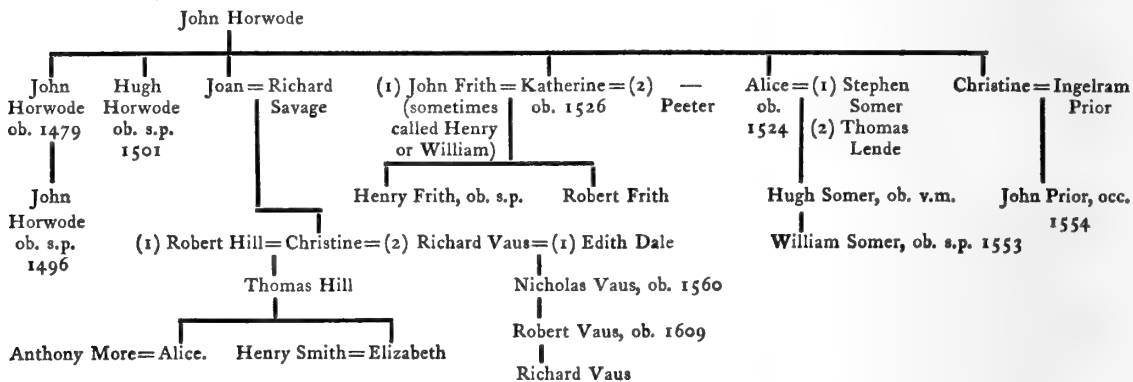 John Horwode
John
Horwode
ob. 1479
Hugh
Horwode
ob. s.p.
1501
Joan = Richard
Savage
(1) John Frith = Katherine = (2) —
(sometimes ob. 1526 Peeter
called Henry
or William)
Alice = (1) Stephen
ob. Somer
1524 (2) Thomas
Lende
Christine = Ingelram
Prior
John
Horwode
ob. s.p.
1496
Henry Frith, ob. s.p. Robert Frith
Hugh Somer, ob. v.m.
John Prior, occ.
1554
William Somer, ob. s.p. 1553
(1) Robert Hill = Christine = (2) Richard Vaus = (1) Edith Dale
Thomas Hill
Nicholas Vaus, ob. 1560
Robert Vaus, ob. 1609
Anthony More = Alice. Henry Smith = Elizabeth
Richard Vaus